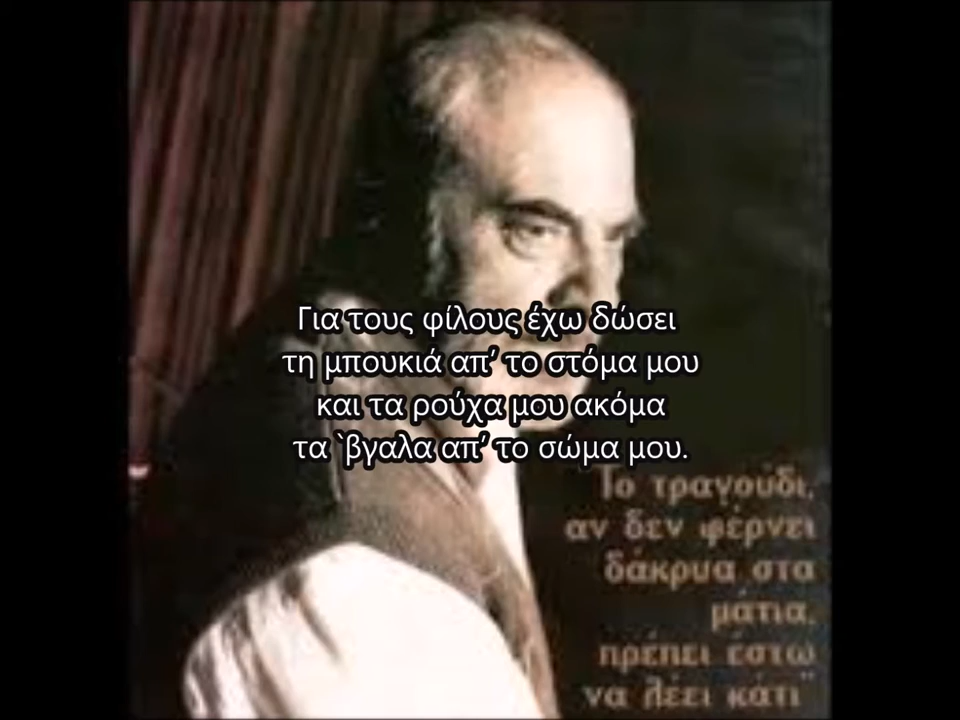 Για τους φίλους έχω δώσει
τη μπουκιά απ’ το στόμα μου
και τα ρούχα μου ακόμα
τα `βγαλα απ’ το σώμα μου.
Το τραγούδι,
αν δεν φέρνει
δάκρυα στα
μάτια,
πρέπει έστω
να λέει κάτι"